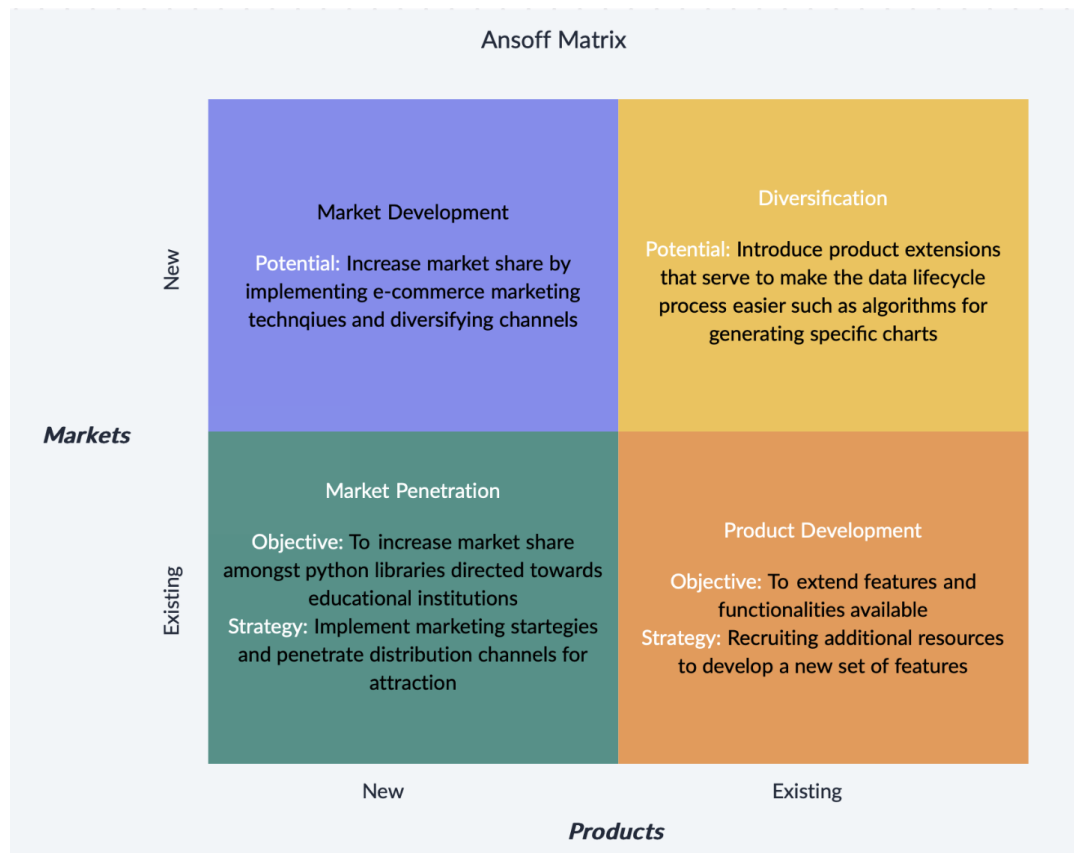 Ansoff Matrix
Market Development
Potential: Increase market share by
implementing e-commerce marketing
technqiues and diversifying channels
Diversification
Potential: Introduce product extensions
that serve to make the data lifecycle
process easier such as algorithms for
generating specific charts
New
Markets
Market Penetration
Objective: To increase market share
amongst python libraries directed towards
educational institutions
Strategy: Implement marketing startegies
and penetrate distribution channels for
attraction
Product Development
Objective: To extend features and
functionalities available
Strategy: Recruiting additional resources
to develop a new set of features
Existing
New
Existing
Products